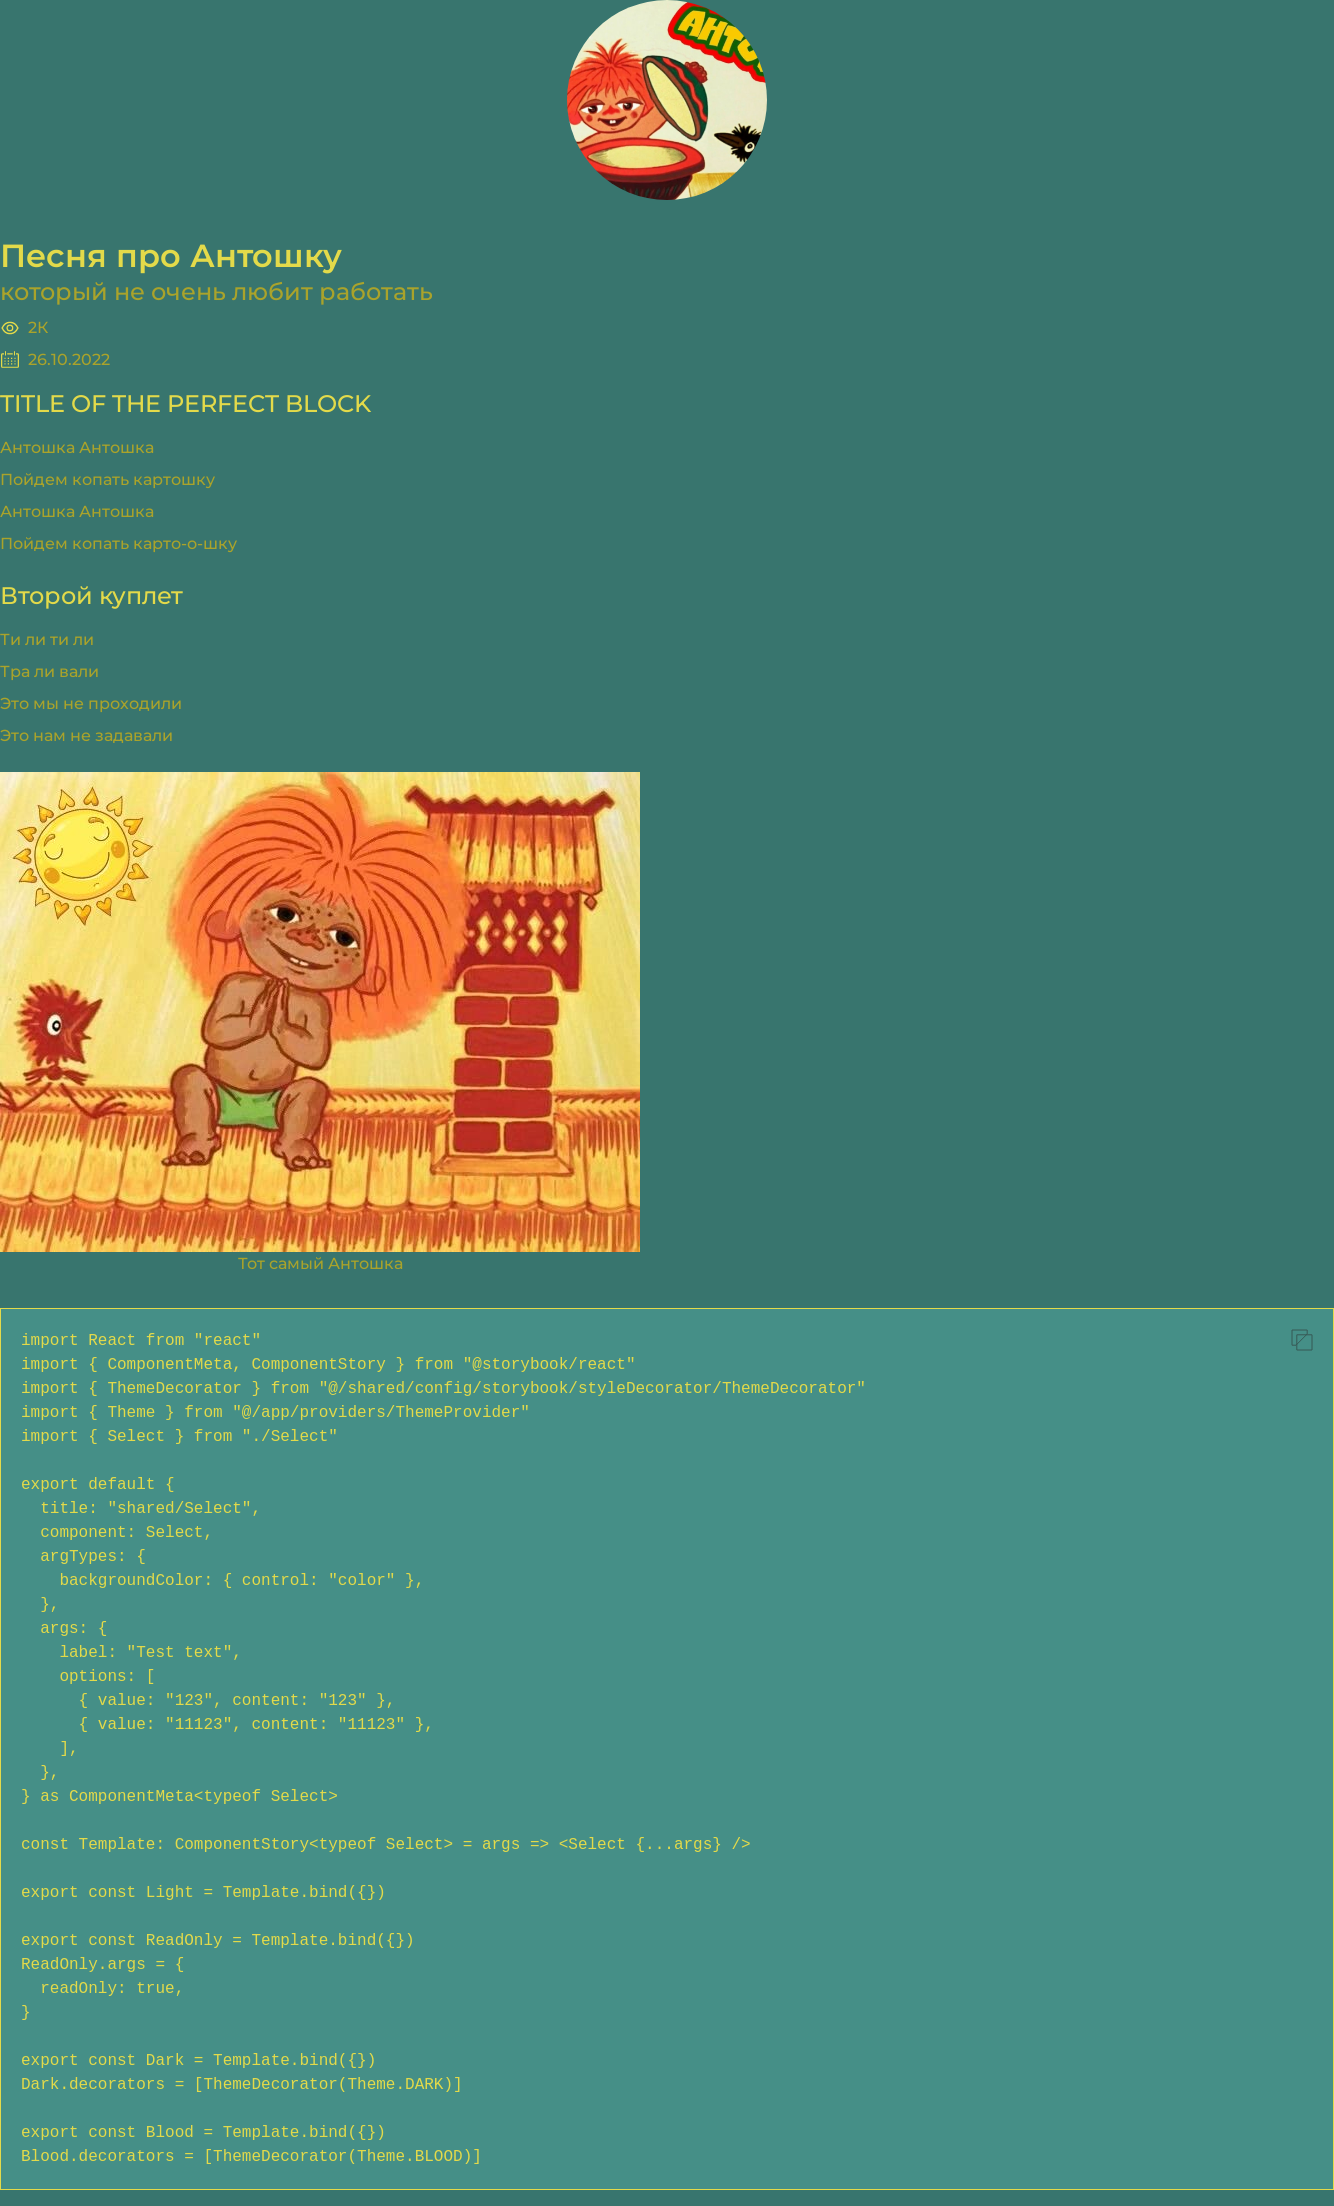 АНТО
Песня про Антошку
который не очень любит работать
2К
26.10.2022
TITLE OF THE PERFECT BLOCK
Антошка Антошка
Пойдем копать картошку
Антошка Антошка
Пойдем копать карто-о-шку
Второй куплет
Ти ли ти ли
Тра ли вали
Это мы не проходили
Это нам не задавали
Тот самый Антошка
import React from "react"
import { ComponentMeta, ComponentStory } from "@storybook/react"
import { ThemeDecorator } from "@/shared/config/storybook/styleDecorator/ThemeDecorator"
import { Theme } from "@/app/providers/ThemeProvider"
import { Select } from "./Select"
export default {
  title: "shared/Select",
  component: Select,
  argTypes: {
    backgroundColor: { control: "color" },
  },
  args: {
    label: "Test text",
    options: [
      { value: "123", content: "123" },
      { value: "11123", content: "11123" },
    ],
  },
} as ComponentMeta<typeof Select>
const Template: ComponentStory<typeof Select> = args => <Select {...args} />
export const Light = Template.bind({})
export const ReadOnly = Template.bind({})
ReadOnly.args = {
  readOnly: true,
}
export const Dark = Template.bind({})
Dark.decorators = [ThemeDecorator(Theme.DARK)]
export const Blood = Template.bind({})
Blood.decorators = [ThemeDecorator(Theme.BLOOD)]